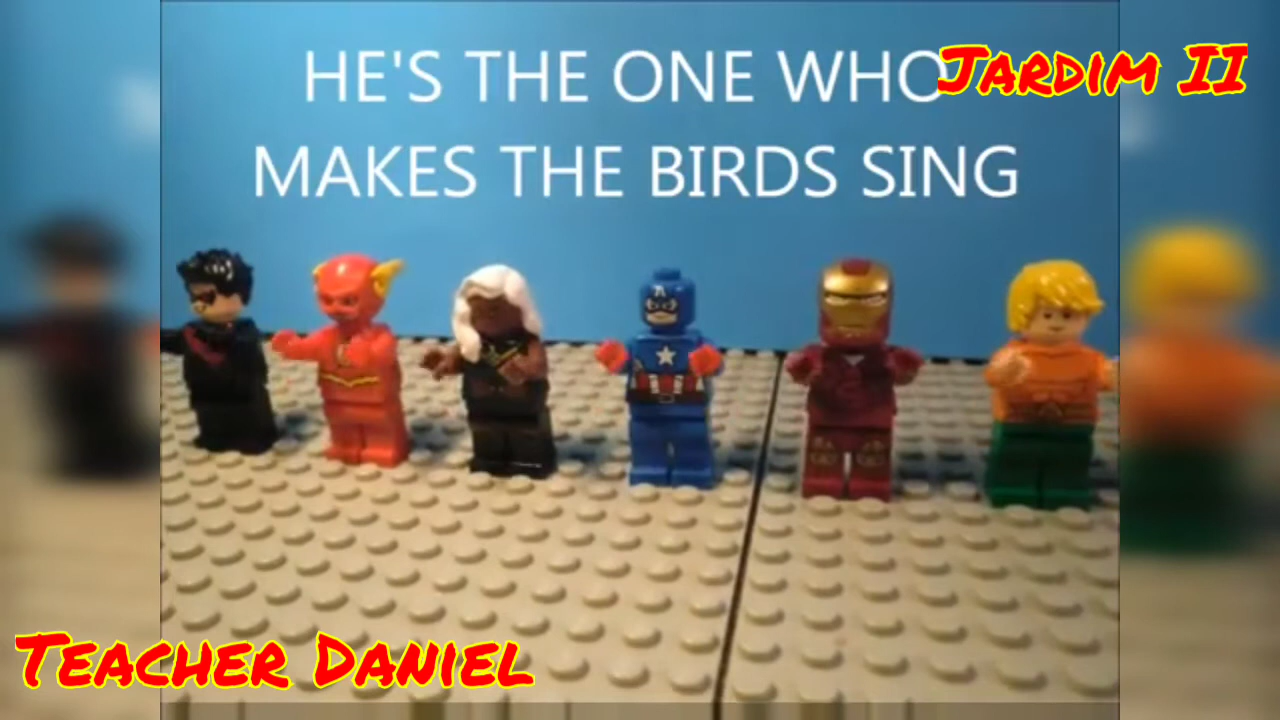 HE'S THE ONE WHO
Jardim II
MAKES THE BIRDS SING
Teacher Daniel